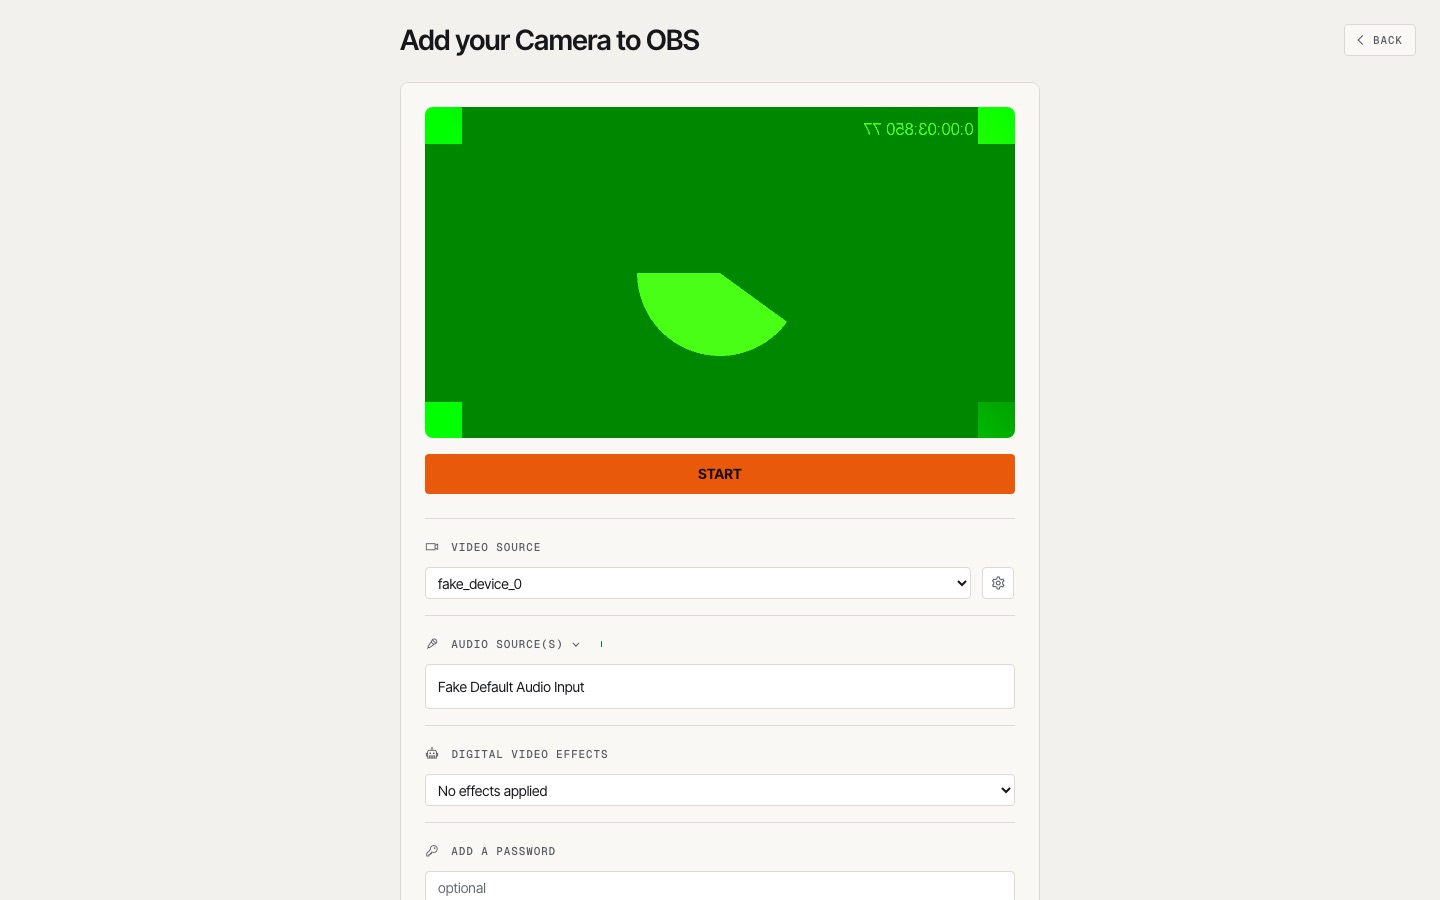 Add your Camera to OBS
BACK
0:00:03:850 77
START
VIDEO SOURCE
fake_device_0
AUDIO SOURCE(S)
Fake Default Audio Input
DIGITAL VIDEO EFFECTS
No effects applied
ADD A PASSWORD
optional